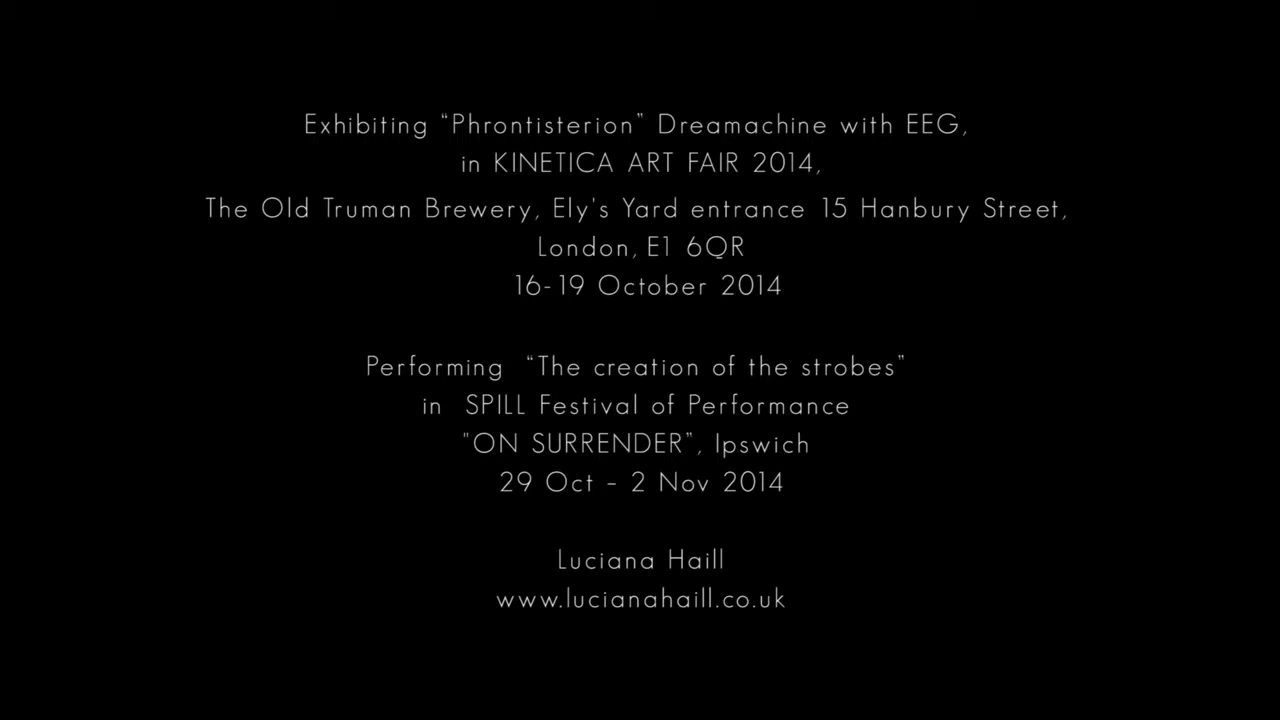 Exhibiting “Phrontisterion” Dreamachine with EEG,
in KINETICA ART FAIR 2014,
The Old Truman Brewery, Ely's Yard entrance 15 Hanbury Street,
London, E1 6QR
16-19 October 2014
Performing “The creation of the strobes”
in SPILL Festival of Performance
"ON SURRENDER”, Ipswich
29 Oct – 2 Nov 2014
Luciana Haill
www.lucianahaill.co.uk